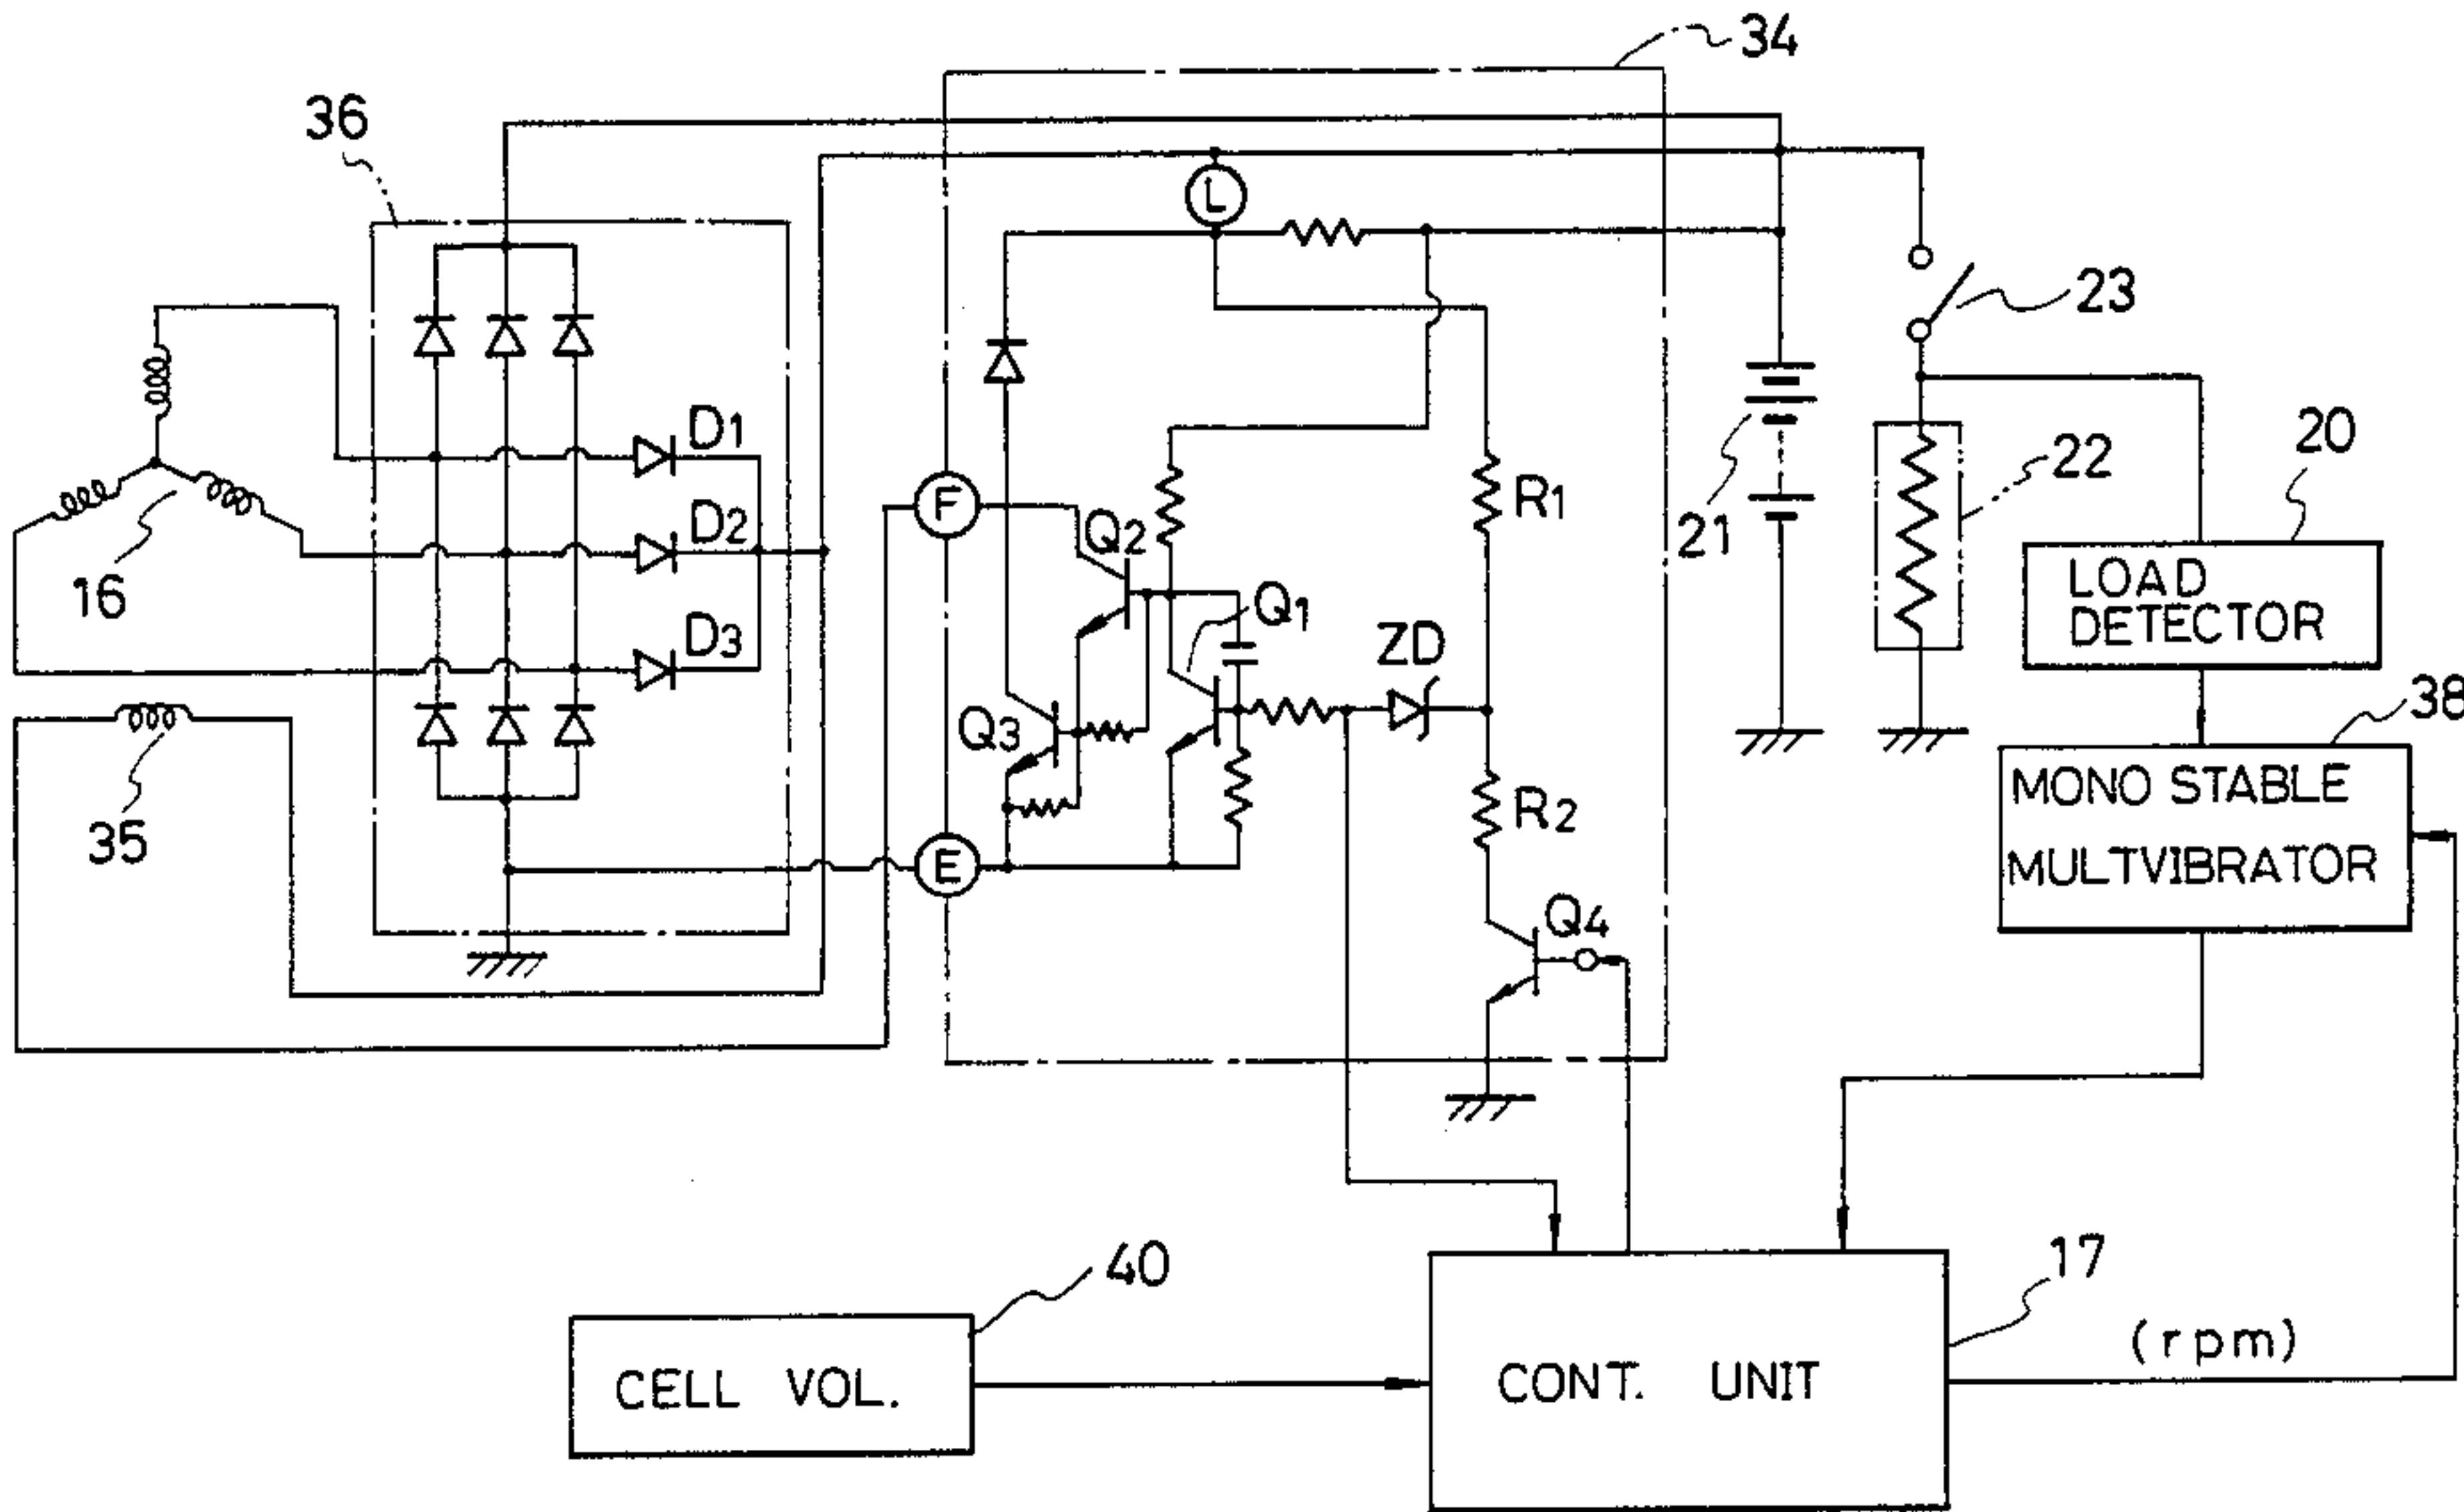 34
36
L
23
D1
20
22
F
R1
Q2
21
D2
16
LOAD
DETECTOR
Q1
D3
ZD
38
Q3
MONO STABLE
R2
35
MULTVIBRATOR
E
Q4
40
17
(rpm)
CELL VOL.
CONT. UNIT